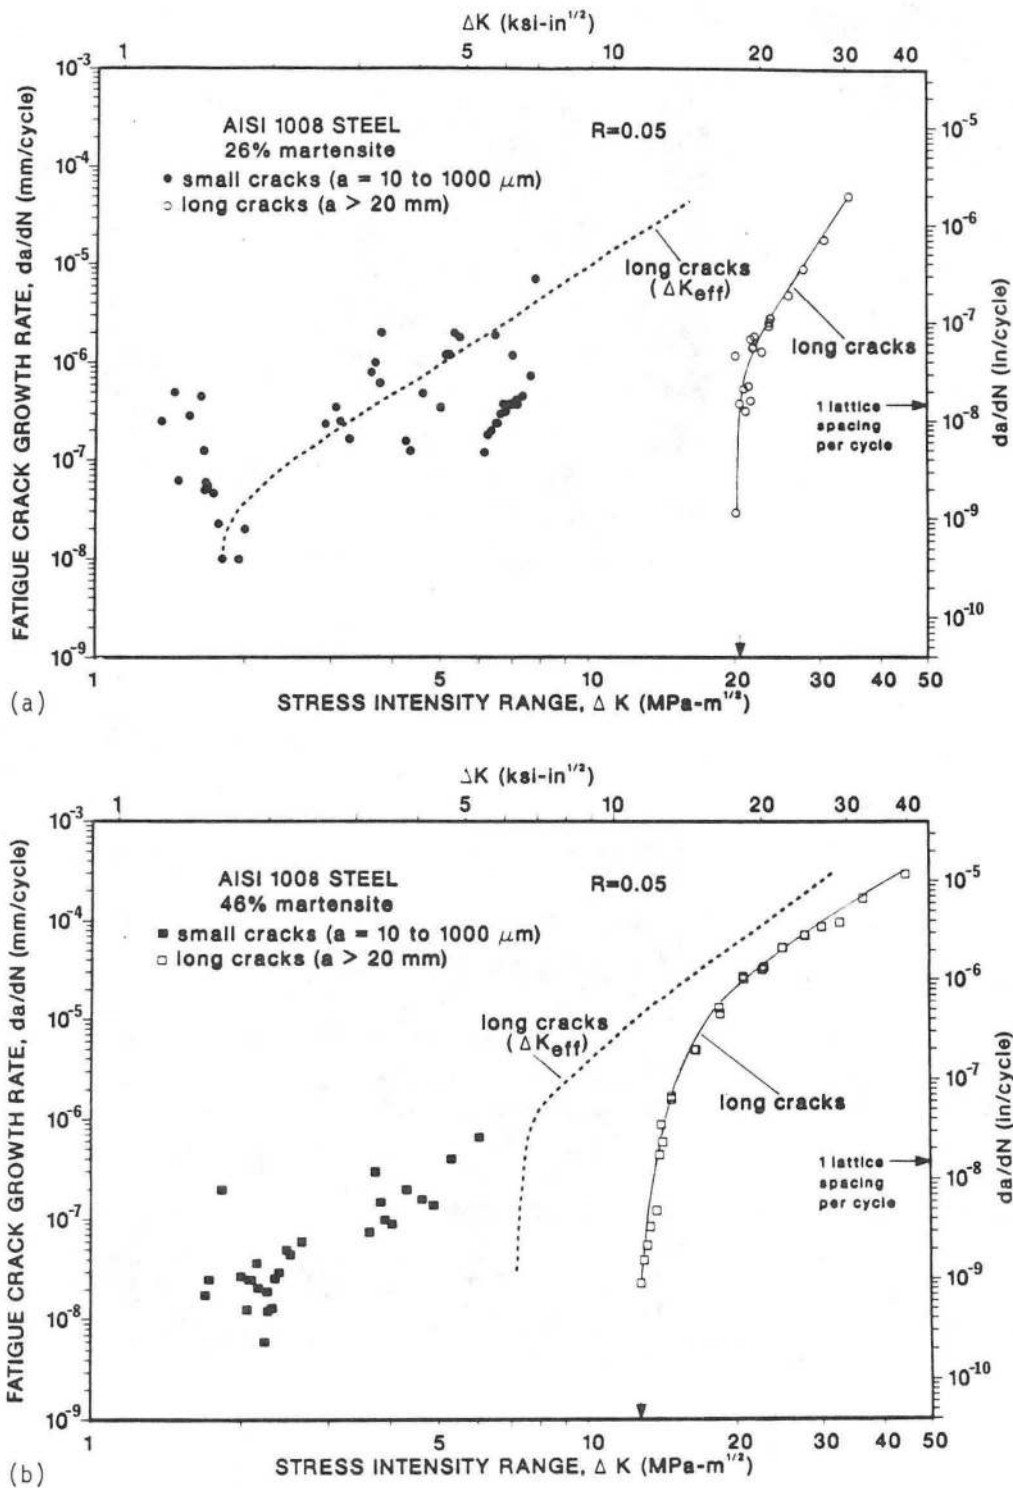 ΔK (ksi-in1/2)
1 5 10 20 30 40
10-3
10-4
10-5
10-6
10-7
10-8
10-9
FATIGUE CRACK GROWTH RATE, da/dN (mm/cycle)
AISI 1008 STEEL
26% martensite
● small cracks (a = 10 to 1000 μm)
○ long cracks (a > 20 mm)
R=0.05
long cracks
(ΔKeff)
long cracks
1 lattice
spacing
per cycle
10-5
10-6
10-7
10-8
10-9
10-10
da/dN (in/cycle)
1 5 10 20 30 40 50
(a)
STRESS INTENSITY RANGE, Δ K (MPa-m1/2)
ΔK (ksi-in1/2)
1 5 10 20 30 40
10-3
10-4
10-5
10-6
10-7
10-8
10-9
FATIGUE CRACK GROWTH RATE, da/dN (mm/cycle)
AISI 1008 STEEL
46% martensite
■ small cracks (a = 10 to 1000 μm)
□ long cracks (a > 20 mm)
R=0.05
long cracks
(ΔKeff)
long cracks
1 lattice
spacing
per cycle
10-5
10-6
10-7
10-8
10-9
10-10
da/dN (in/cycle)
1 5 10 20 30 40 50
(b)
STRESS INTENSITY RANGE, Δ K (MPa-m1/2)